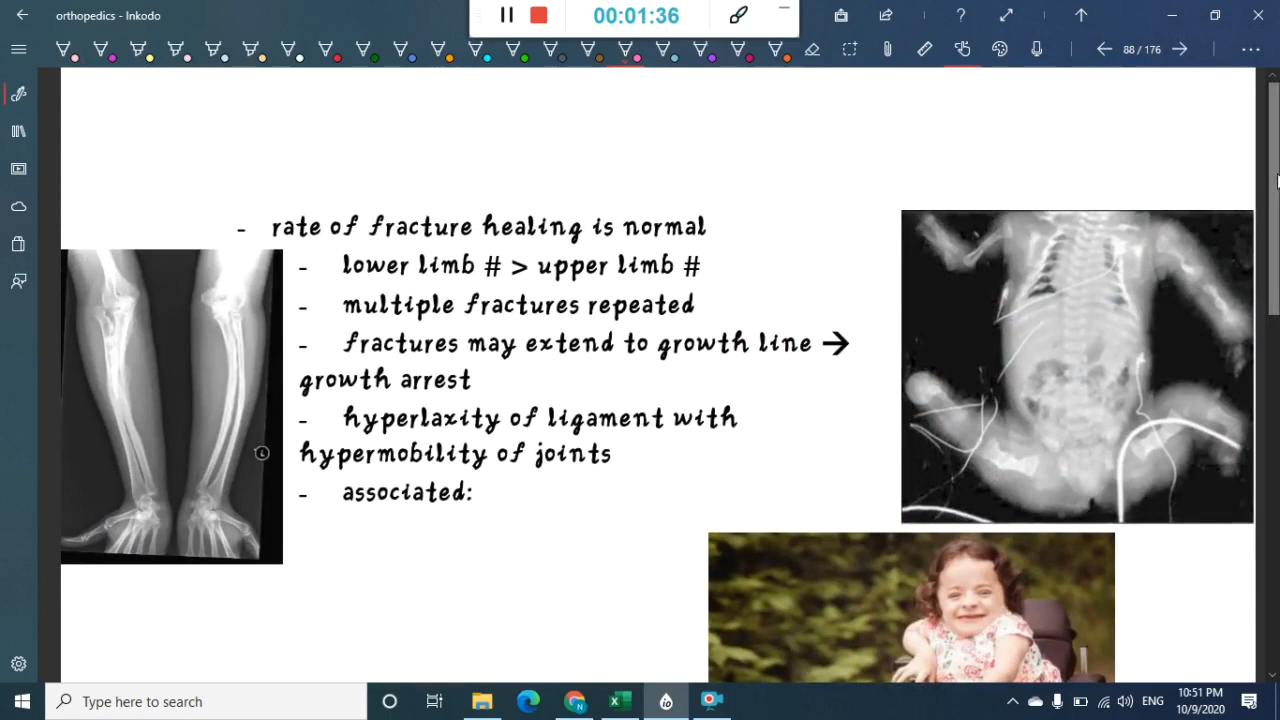 orthopedics - Inkodo
00:01:36
88 / 176
- rate of fracture healing is normal
- lower limb # > upper limb #
- multiple fractures repeated
- fractures may extend to growth line →
growth arrest
- hyperlaxity of ligament with
hypermobility of joints
- associated:
Type here to search
ENG
10:51 PM
10/9/2020